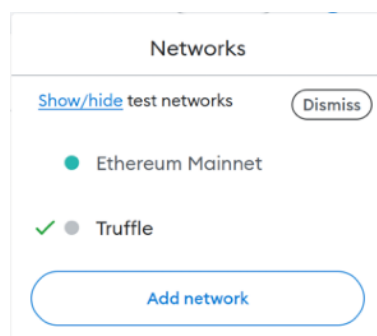 Networks
Show/hide test networks Dismiss
Ethereum Mainnet
Truffle
Add network